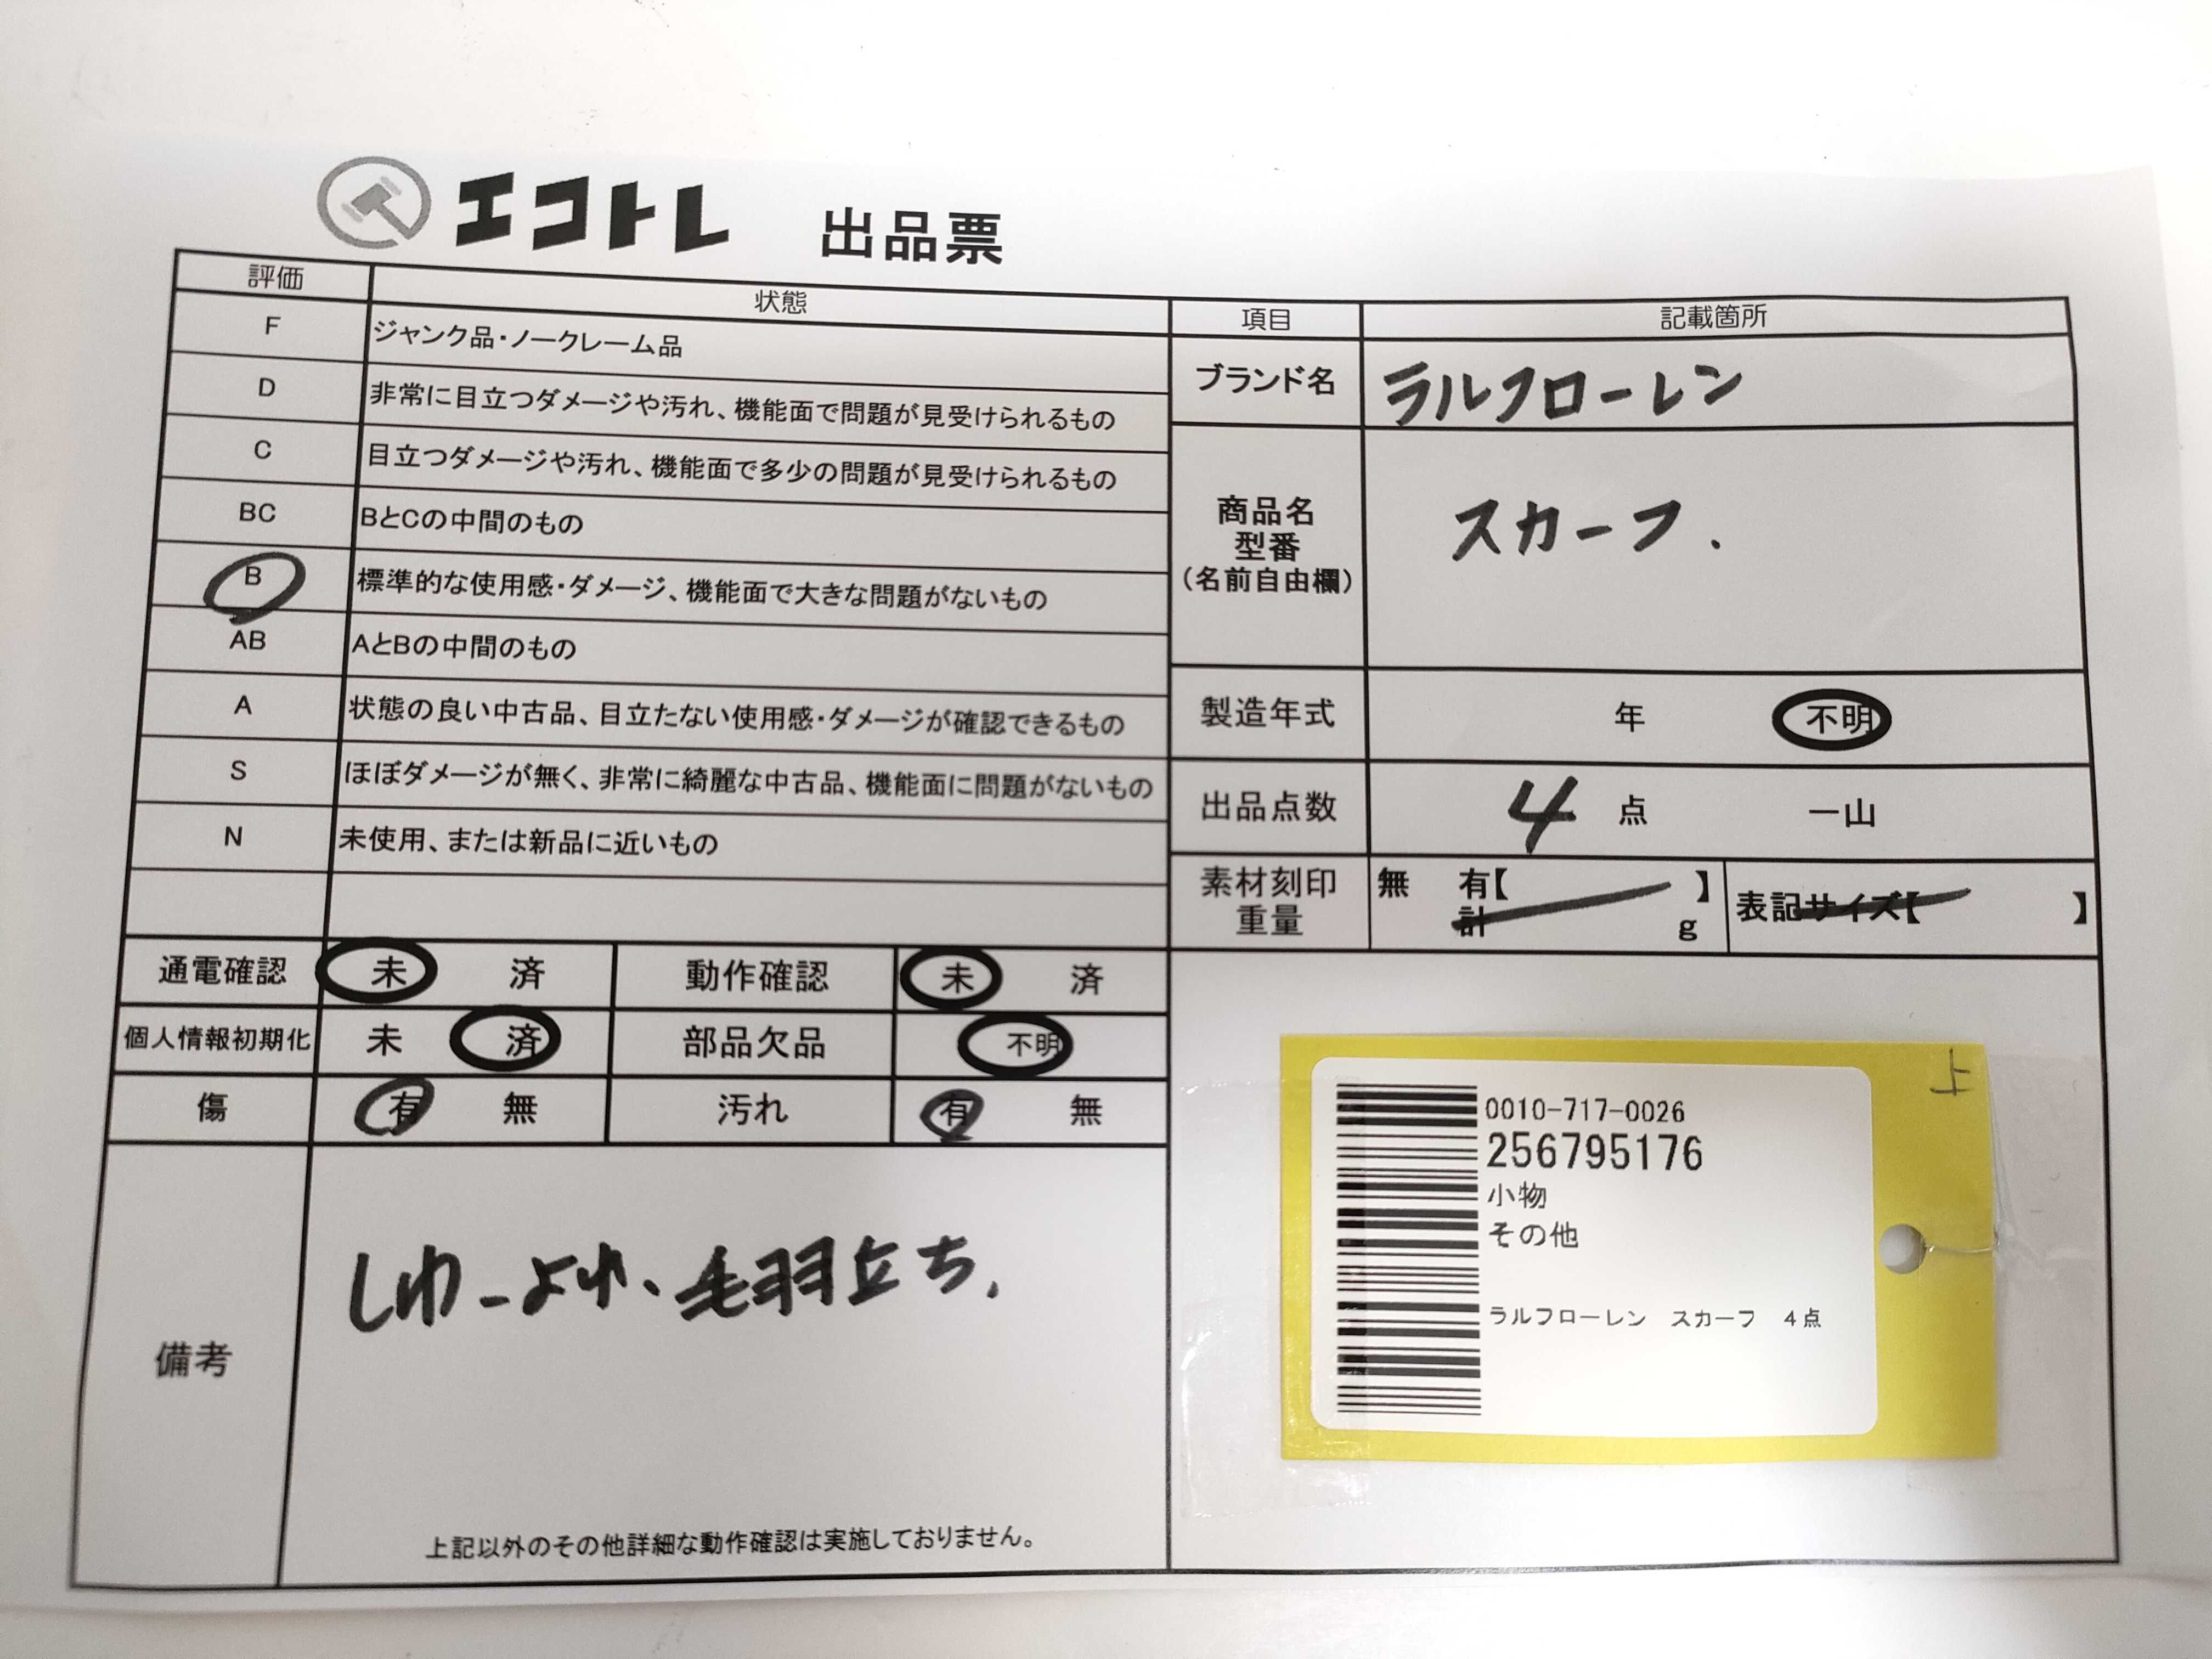 エコトレ 出品票
評価 状態
F ジャンク品・ノークレーム品
D 非常に目立つダメージや汚れ、機能面で問題が見受けられるもの
C 目立つダメージや汚れ、機能面で多少の問題が見受けられるもの
BC BとCの中間のもの
B 標準的な使用感・ダメージ、機能面で大きな問題がないもの
AB AとBの中間のもの
A 状態の良い中古品、目立たない使用感・ダメージが確認できるもの
S ほぼダメージが無く、非常に綺麗な中古品、機能面に問題がないもの
N 未使用、または新品に近いもの
通電確認 未 済 動作確認 未 済
個人情報初期化 未 済 部品欠品 不明
傷 有 無 汚れ 有 無
備考
しわ
毛羽立ち
上記以外のその他詳細な動作確認は実施しておりません。
項目 記載箇所
ブランド名 ラルフローレン
商品名
型番
(名前自由欄)
スカーフ.
製造年式 年 不明
出品点数 4 点 一山
素材刻印 無 有【 】
重量 計 g
表記サイズ【 】
上
0010-717-0026
256795176
小物
その他
ラルフローレン スカーフ 4点